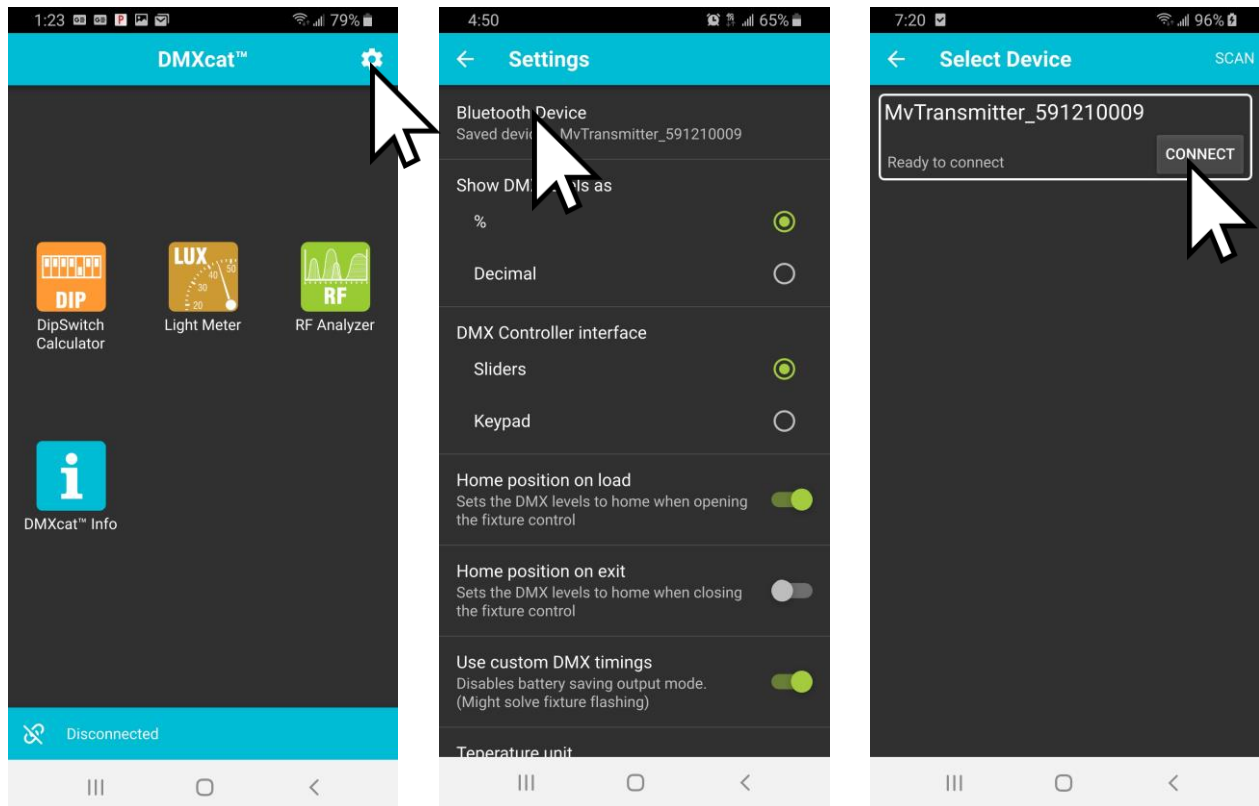 1:23
79%
DMXcat™
DIP
DipSwitch
Calculator
LUX
50
40
30
20
Light Meter
RF
RF Analyzer
i
DMXcat™ Info
Disconnected
4:50
65%
Settings
Bluetooth Device
Saved MvTransmitter_591210009
Show
%
Decimal
DMX Controller interface
Sliders
Keypad
Home position on load
Sets the DMX levels to home when opening
the fixture control
Home position on exit
Sets the DMX levels to home when closing
the fixture control
Use custom DMX timings
Disables battery saving output mode.
(Might solve fixture flashing)
Teperature unit
7:20
96%
Select Device
SCAN
MvTransmitter_591210009
Ready to connect
CONNECT